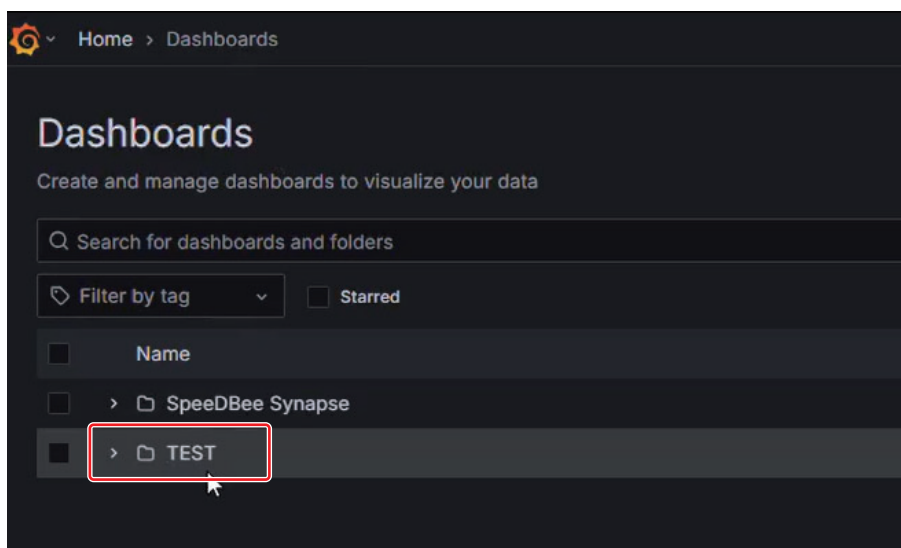 Home > Dashboards
Dashboards
Create and manage dashboards to visualize your data
Search for dashboards and folders
Filter by tag
Starred
Name
SpeeDBee Synapse
TEST